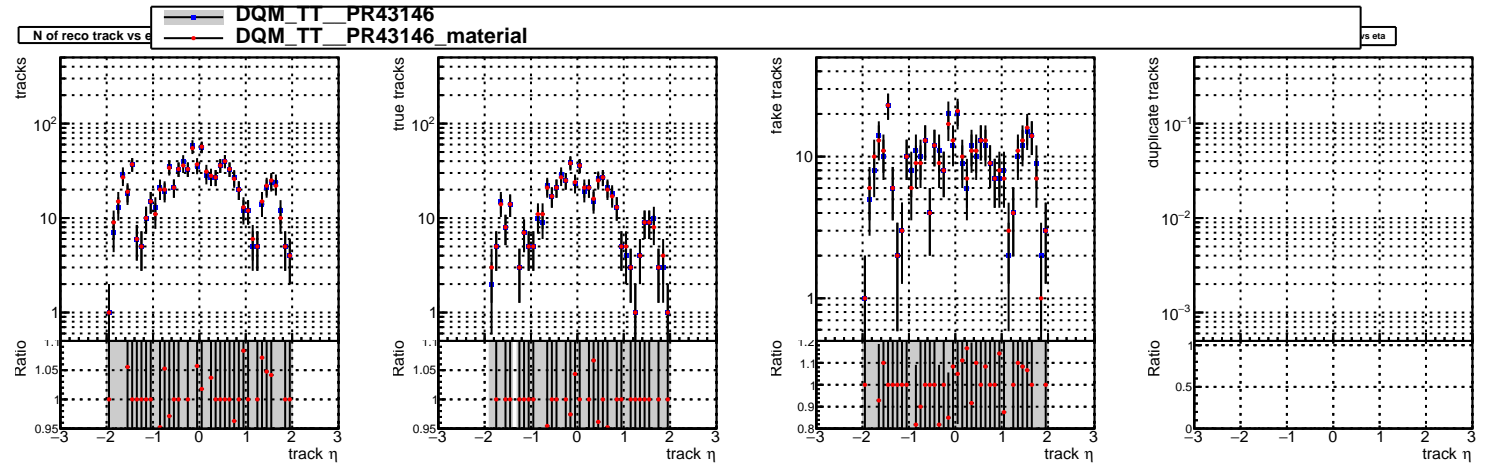 DQM_TT__PR43146
DQM_TT__PR43146_material
N of reco track vs e
vs eta
tracks
10²
10
1
Ratio
1.1
1.05
1
0.95
−3 −2 −1 0 1 2 3
track η
true tracks
10²
10
1
Ratio
1.1
1.05
1
0.95
−3 −2 −1 0 1 2 3
track η
fake tracks
10
1
Ratio
1.2
1.1
1
0.9
0.8
−3 −2 −1 0 1 2 3
track η
duplicate tracks
10⁻¹
10⁻²
10⁻³
Ratio
1
0.5
0
−3 −2 −1 0 1 2 3
track η